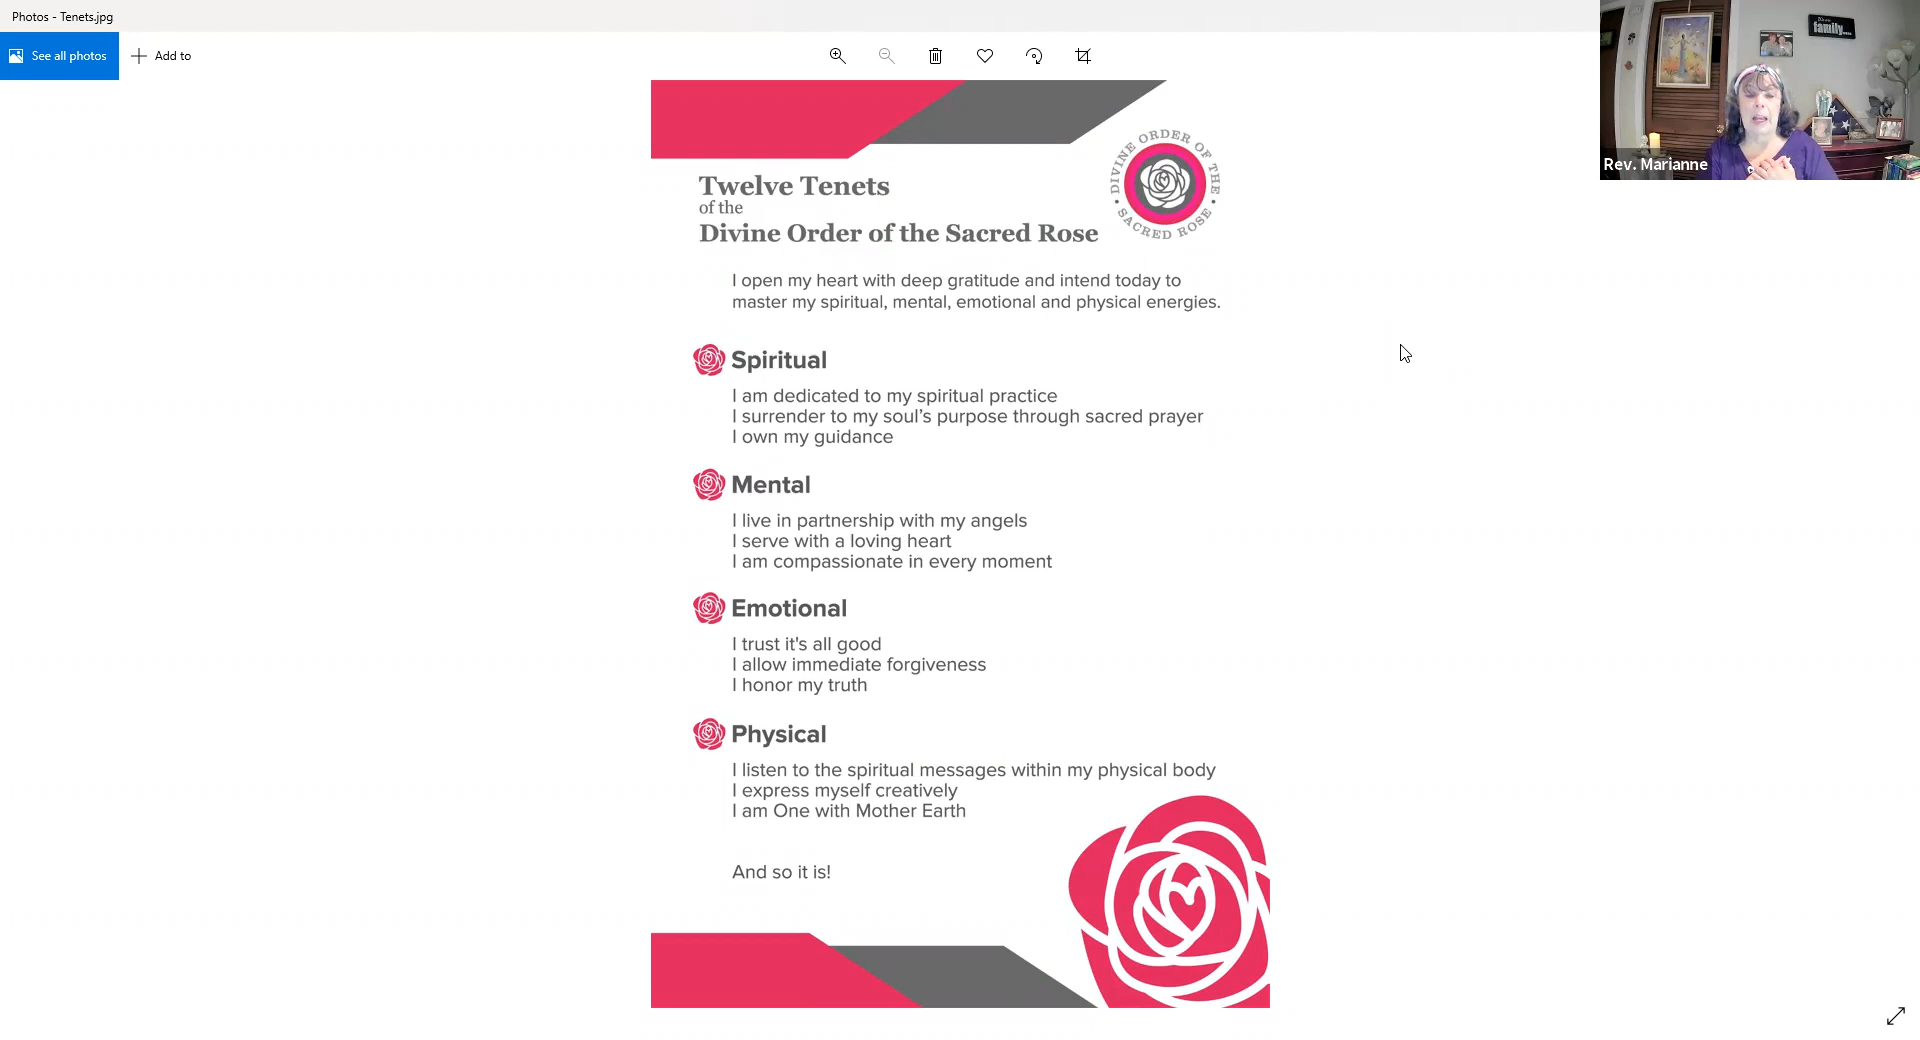 Photos - Tenets.jpg
See all photos
Add to
family
Rev. Marianne
DIVINE ORDER OF THE
• SACRED ROSE •
Twelve Tenets
of the
Divine Order of the Sacred Rose
I open my heart with deep gratitude and intend today to
master my spiritual, mental, emotional and physical energies.
Spiritual
I am dedicated to my spiritual practice
I surrender to my soul's purpose through sacred prayer
I own my guidance
Mental
I live in partnership with my angels
I serve with a loving heart
I am compassionate in every moment
Emotional
I trust it's all good
I allow immediate forgiveness
I honor my truth
Physical
I listen to the spiritual messages within my physical body
I express myself creatively
I am One with Mother Earth
And so it is!